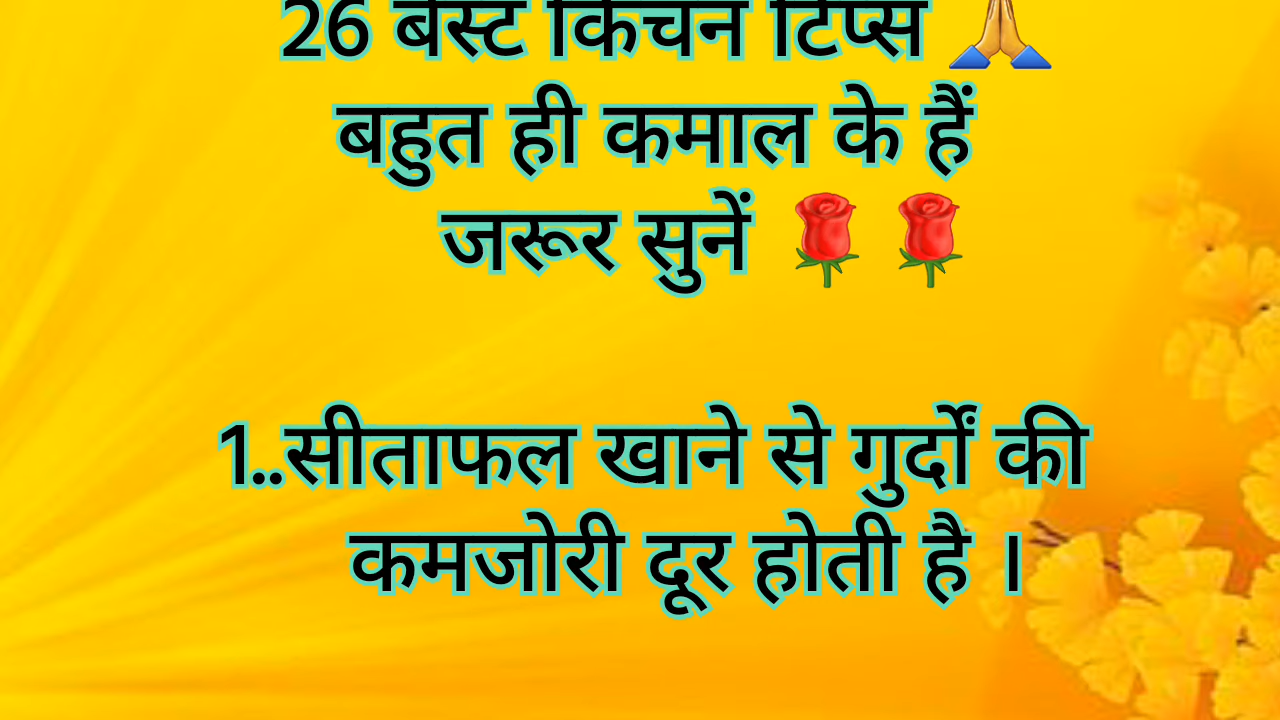 26 बेस्ट किचन टिप्स 🙏
बहुत ही कमाल के हैं
जरूर सुनें 🌹🌹
1..सीताफल खाने से गुर्दों की
कमजोरी दूर होती है ।